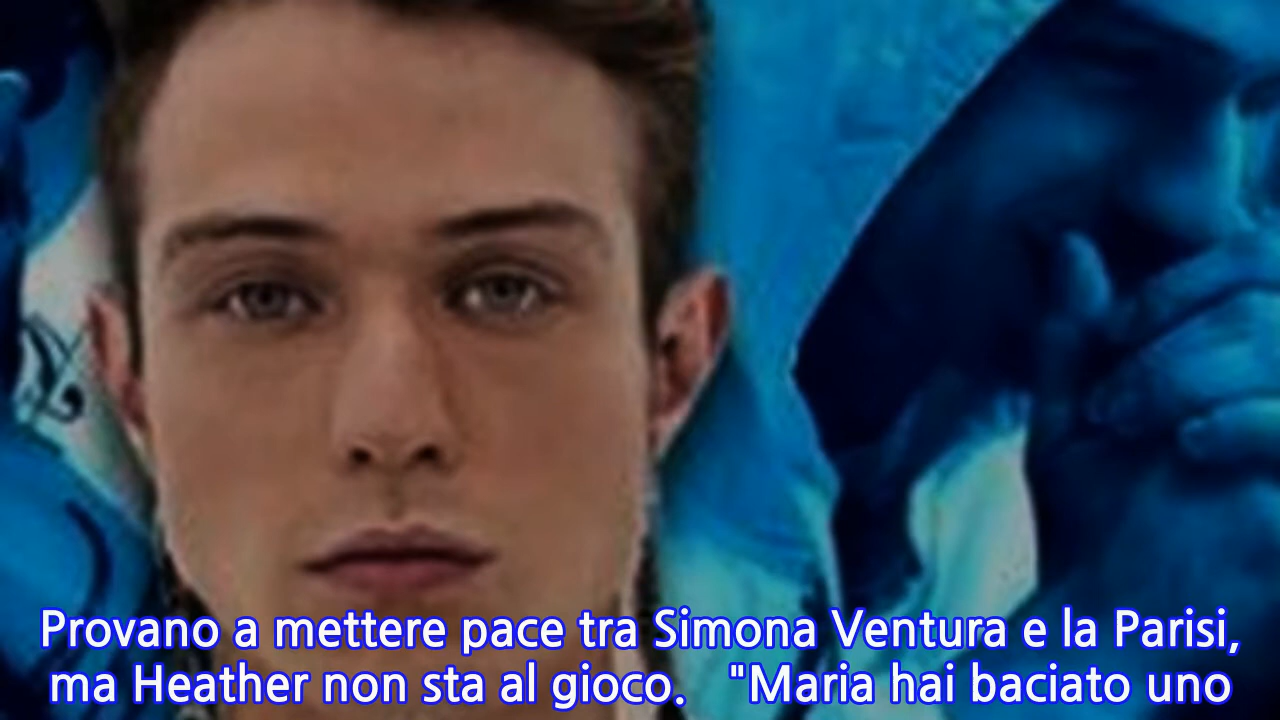 Provano a mettere pace tra Simona Ventura e la Parisi,
ma Heather non sta al gioco. "Maria hai baciato uno